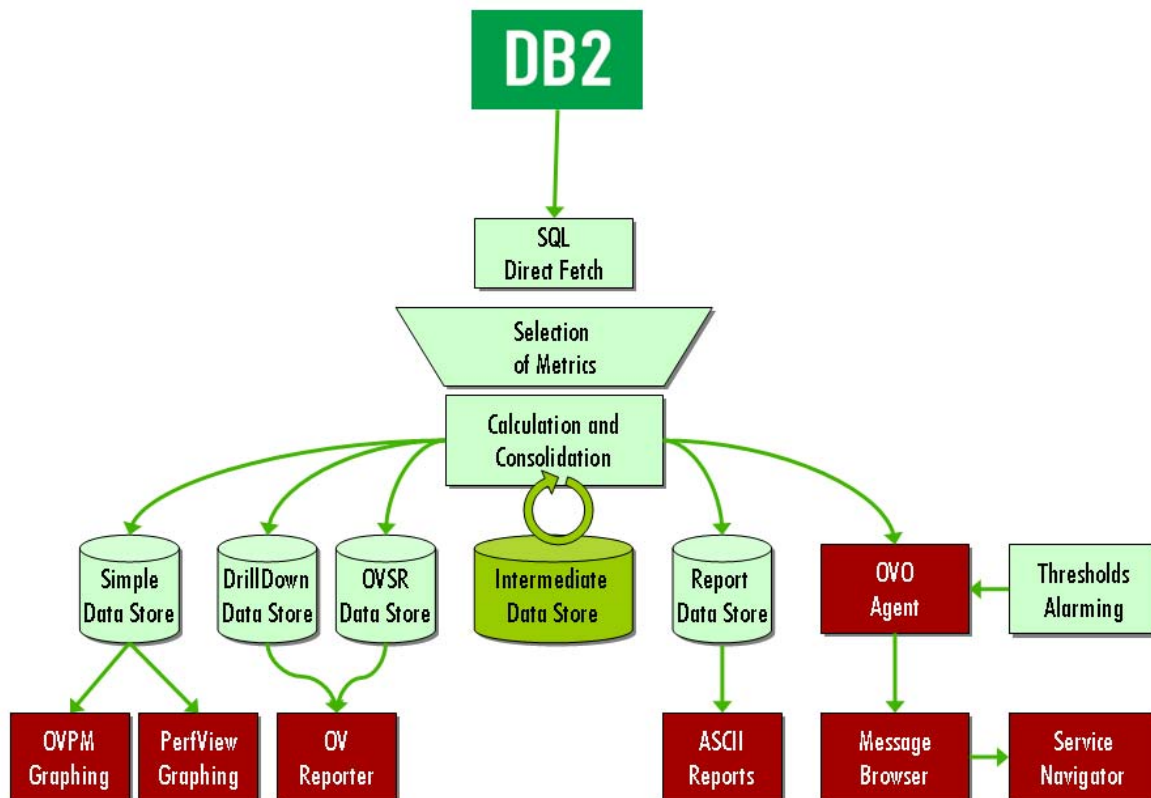 DB2
SQL
Direct Fetch
Selection
of Metrics
Calculation and
Consolidation
Simple
Data Store
DrillDown
Data Store
OVSR
Data Store
Intermediate
Data Store
Report
Data Store
OVO
Agent
Thresholds
Alarming
OVPM
Graphing
PerfView
Graphing
OV
Reporter
ASCII
Reports
Message
Browser
Service
Navigator